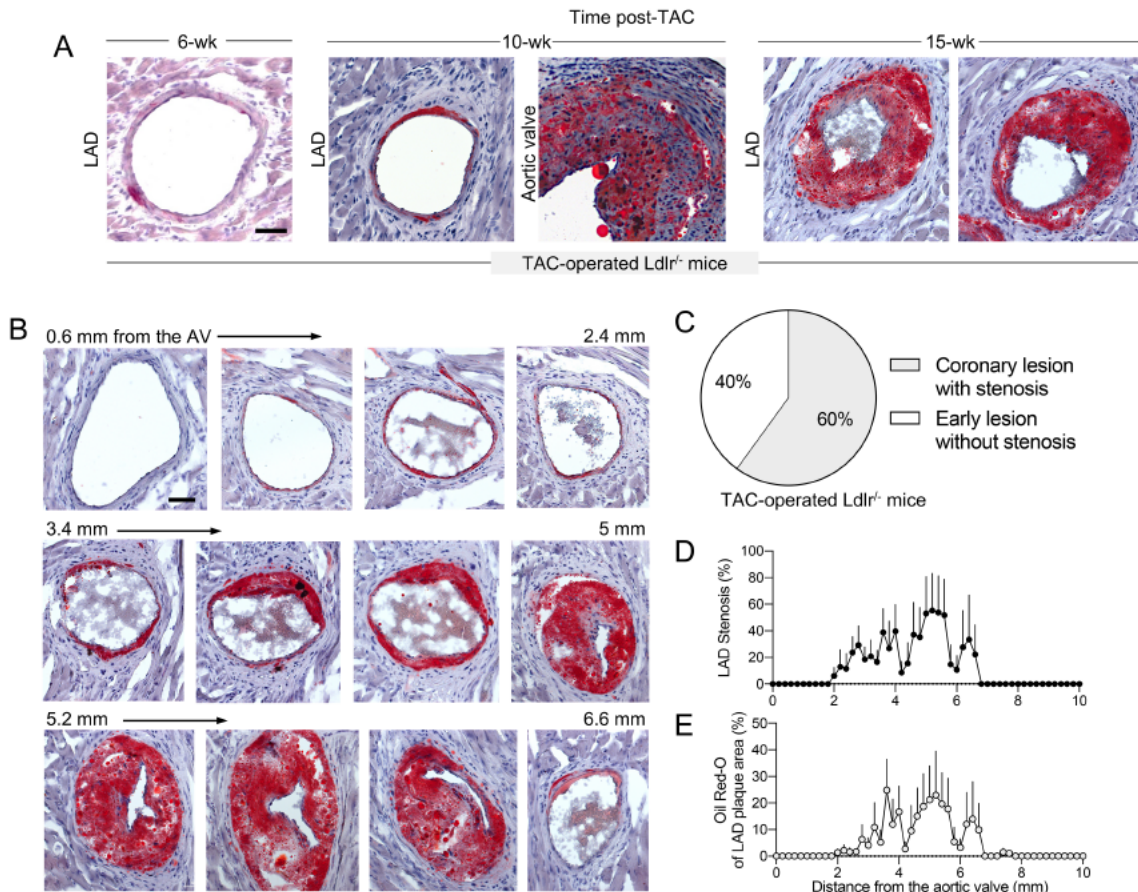 Time post-TAC
A
6-wk
10-wk
15-wk
LAD
LAD
Aortic valve
LAD
TAC-operated Ldlr-/- mice
B
0.6 mm from the AV
2.4 mm
3.4 mm
5 mm
5.2 mm
6.6 mm
C
40%
60%
Coronary lesion
with stenosis
Early lesion
without stenosis
TAC-operated Ldlr-/- mice
D
LAD Stenosis (%)
100
80
60
40
20
0
0 2 4 6 8 10
E
Oil Red-O
of LAD plaque area (%)
50
40
30
20
10
0
0 2 4 6 8 10
Distance from the aortic valve (mm)